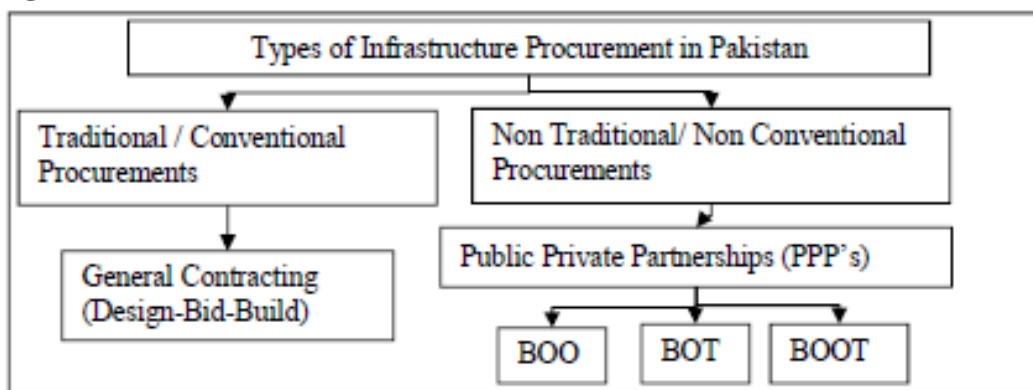 Types of Infrastructure Procurement in Pakistan
Traditional / Conventional
Procurements
Non Traditional/ Non Conventional
Procurements
General Contracting
(Design-Bid-Build)
Public Private Partnerships (PPP's)
BOO
BOT
BOOT